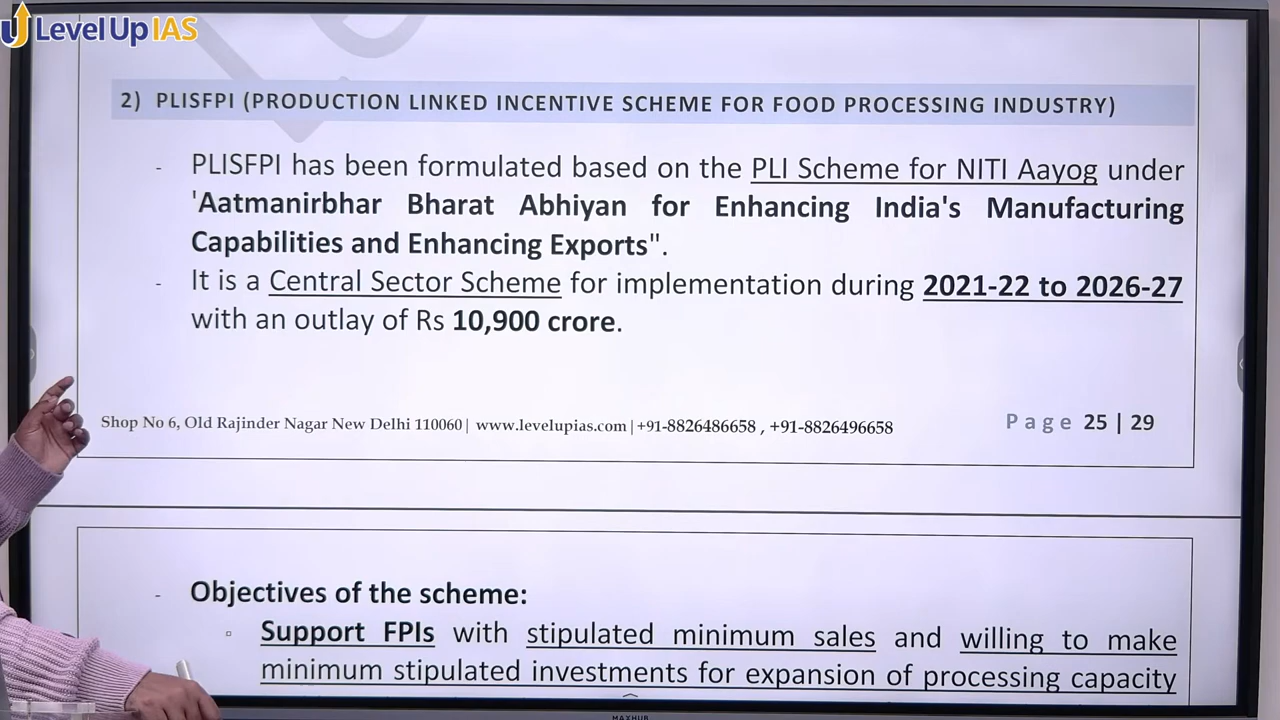 Level Up IAS
2) PLISFPI (PRODUCTION LINKED INCENTIVE SCHEME FOR FOOD PROCESSING INDUSTRY)
- PLISFPI has been formulated based on the PLI Scheme for NITI Aayog under
'Aatmanirbhar Bharat Abhiyan for Enhancing India's Manufacturing
Capabilities and Enhancing Exports".
- It is a Central Sector Scheme for implementation during 2021-22 to 2026-27
with an outlay of Rs 10,900 crore.
Shop No 6, Old Rajinder Nagar New Delhi 110060| www.levelupias.com|+91-8826486658 , +91-8826496658
Page 25 | 29
- Objectives of the scheme:
▫ Support FPIs with stipulated minimum sales and willing to make
minimum stipulated investments for expansion of processing capacity
MAXHUB